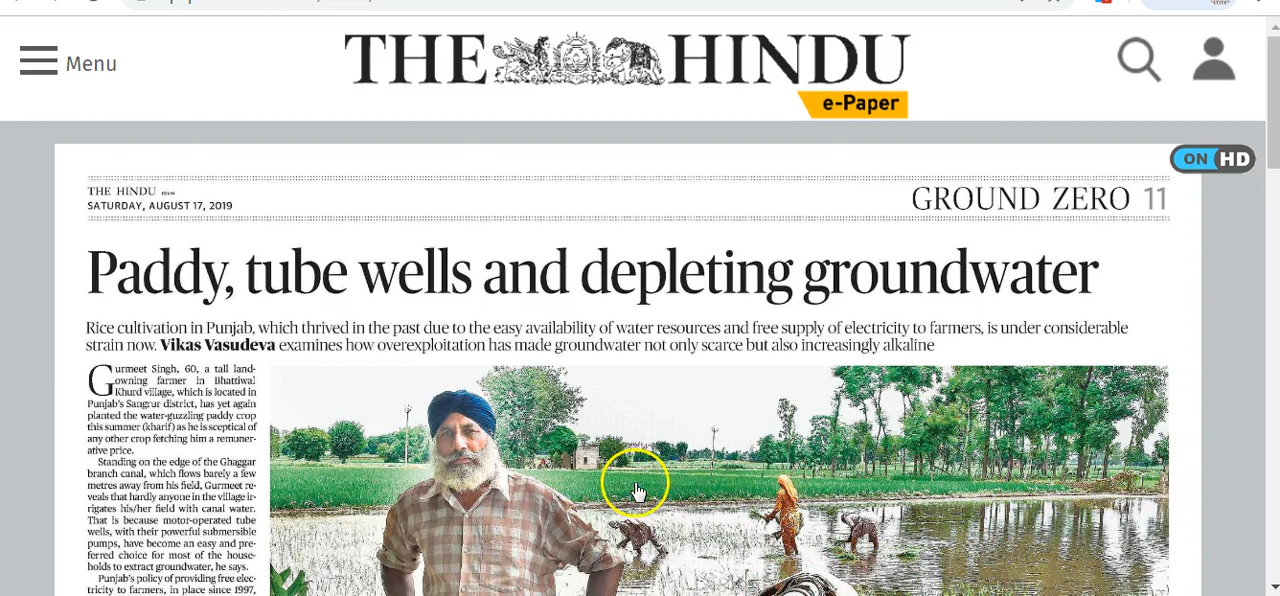 Menu
THE HINDU
e-Paper
ON HD
THE HINDU
SATURDAY, AUGUST 17, 2019
GROUND ZERO 11
Paddy, tube wells and depleting groundwater
Rice cultivation in Punjab, which thrived in the past due to the easy availability of water resources and free supply of electricity to farmers, is under considerable
strain now. Vikas Vasudeva examines how overexploitation has made groundwater not only scarce but also increasingly alkaline
Gurmeet Singh, 60, a tall land-
owning farmer in Bhattiwal
Khurd village, which is located in
Punjab's Sangrur district, has yet again
planted the water-guzzling paddy crop
this summer (kharif) as he is sceptical of
any other crop fetching him a remuner-
ative price.
Standing on the edge of the Ghaggar
branch canal, which flows barely a few
metres away from his field, Gurmeet re-
veals that hardly anyone in the village ir-
rigates his/her field with canal water.
That is because motor-operated tube
wells, with their powerful submersible
pumps, have become an easy and pre-
ferred choice for most of the house-
holds to extract groundwater, he says.
Punjab's policy of providing free elec-
tricity to farmers, in place since 1997,